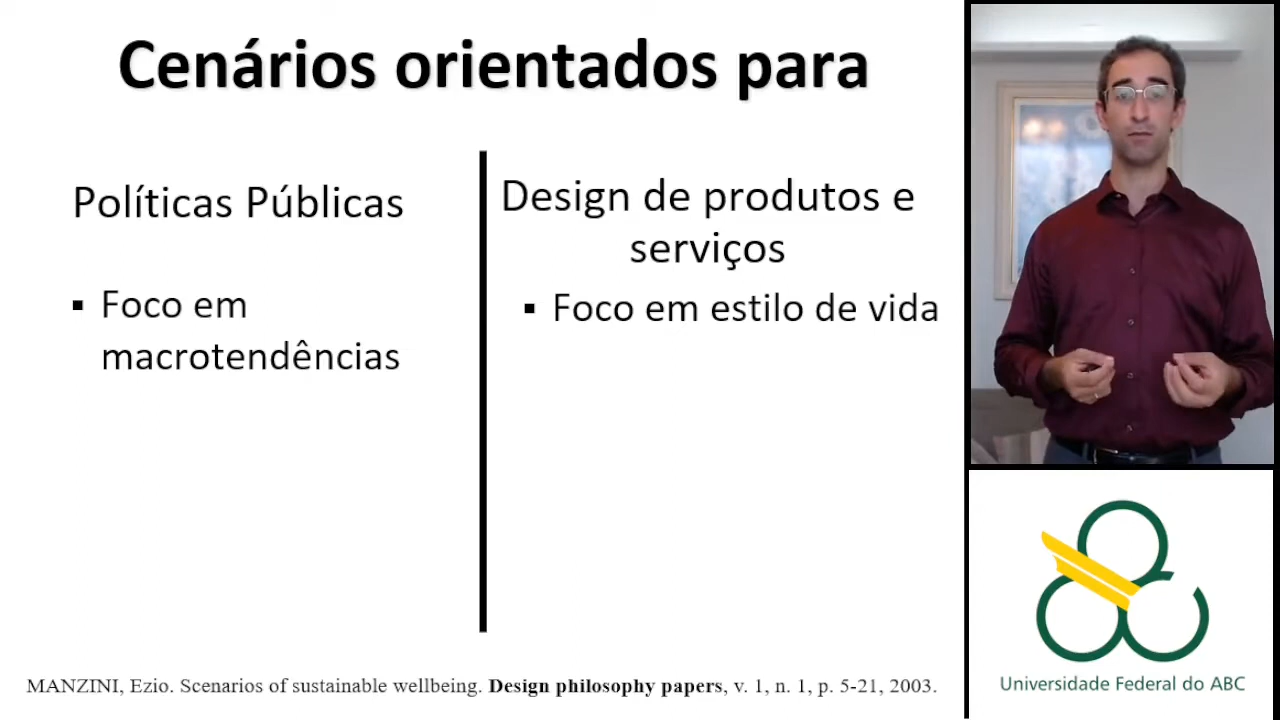 Cenários orientados para
Políticas Públicas
▪ Foco em
macrotendências
Design de produtos e
serviços
▪ Foco em estilo de vida
MANZINI, Ezio. Scenarios of sustainable wellbeing. Design philosophy papers, v. 1, n. 1, p. 5-21, 2003.
Universidade Federal do ABC